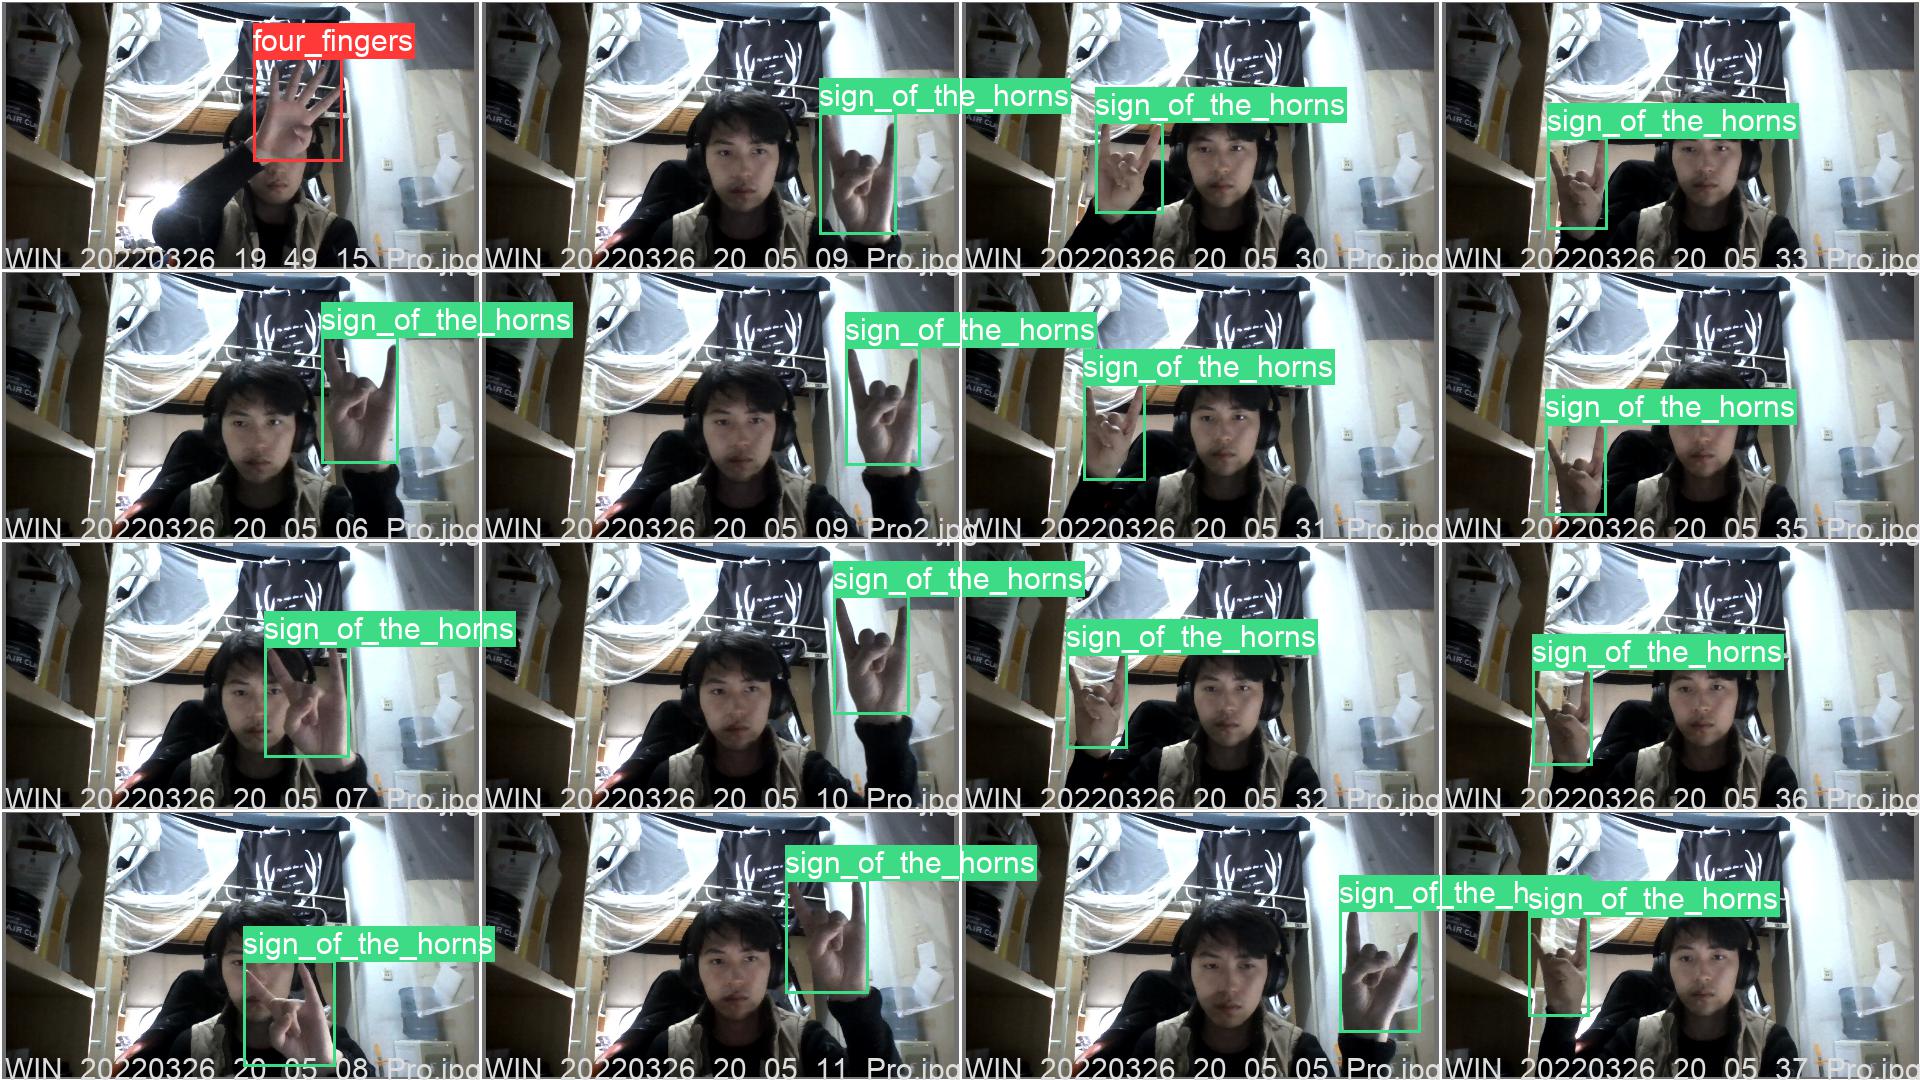 four_fingers
sign_of_the_horns
sign_of_the_horns
sign_of_the_horns
WIN_20220326_19_49_15_Pro.jpg
WIN_20220326_20_05_09_Pro.jpg
WIN_20220326_20_05_30_Pro.jpg
WIN_20220326_20_05_33_Pro.jpg
sign_of_the_horns
sign_of_the_horns
sign_of_the_horns
sign_of_the_horns
WIN_20220326_20_05_06_Pro.jpg
WIN_20220326_20_05_09_Pro2.jpg
WIN_20220326_20_05_31_Pro.jpg
WIN_20220326_20_05_35_Pro.jpg
sign_of_the_horns
sign_of_the_horns
sign_of_the_horns
sign_of_the_horns
WIN_20220326_20_05_07_Pro.jpg
WIN_20220326_20_05_10_Pro.jpg
WIN_20220326_20_05_32_Pro.jpg
WIN_20220326_20_05_36_Pro.jpg
sign_of_the_horns
sign_of_the_horns
sign_of_the_h
sign_of_the_horns
WIN_20220326_20_05_08_Pro.jpg
WIN_20220326_20_05_11_Pro.jpg
WIN_20220326_20_05_05_Pro.jpg
WIN_20220326_20_05_37_Pro.jpg